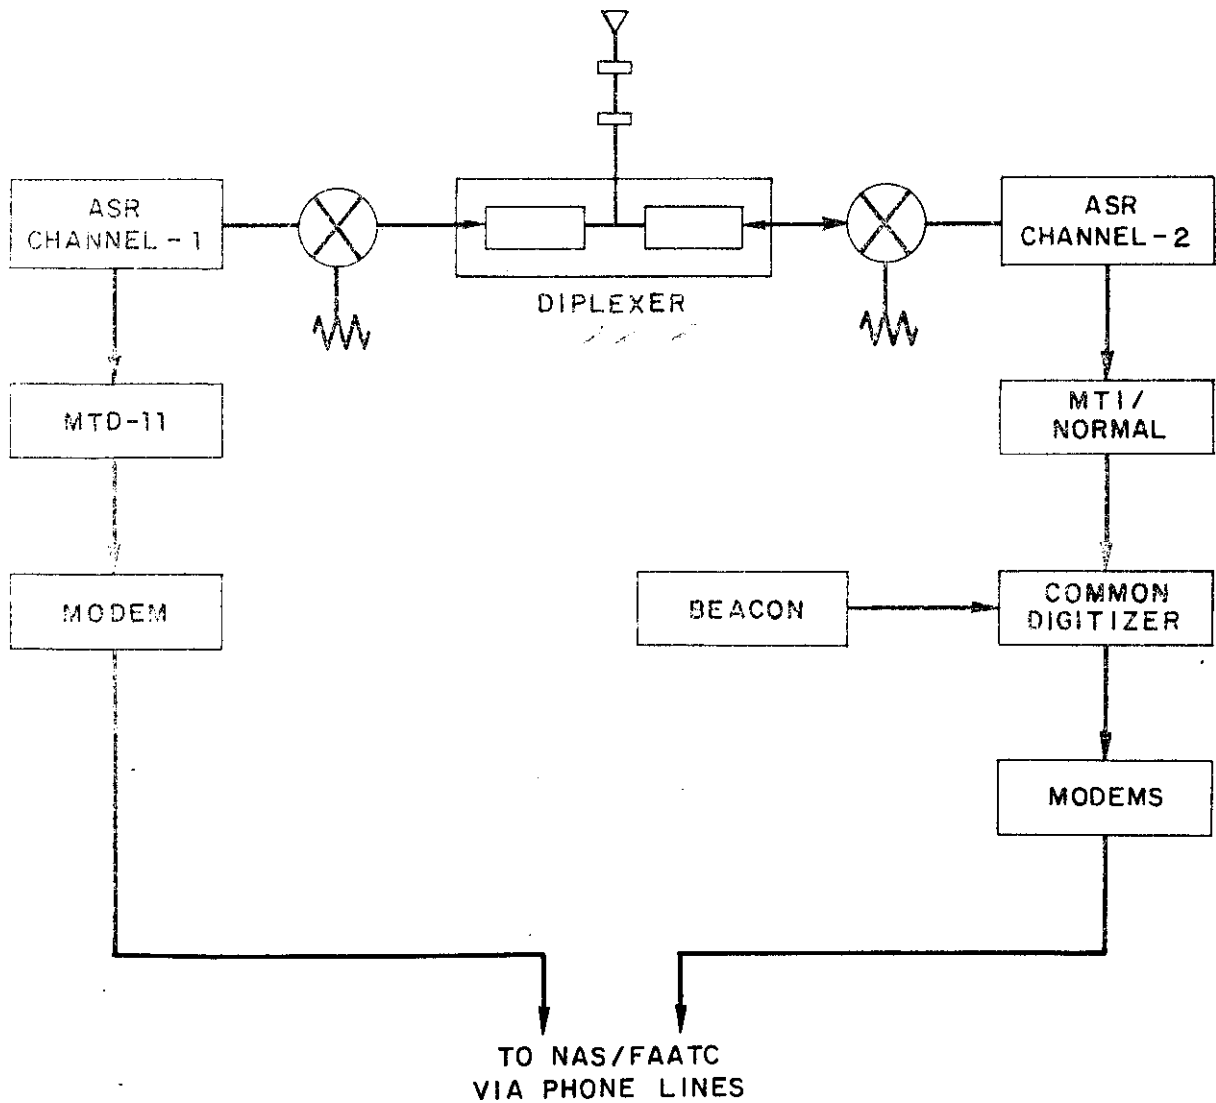 ASR
CHANNEL-1
DIPLEXER
ASR
CHANNEL-2
MTD-11
MTI/
NORMAL
MODEM
BEACON
COMMON
DIGITIZER
MODEMS
TO NAS/FAATC
VIA PHONE LINES